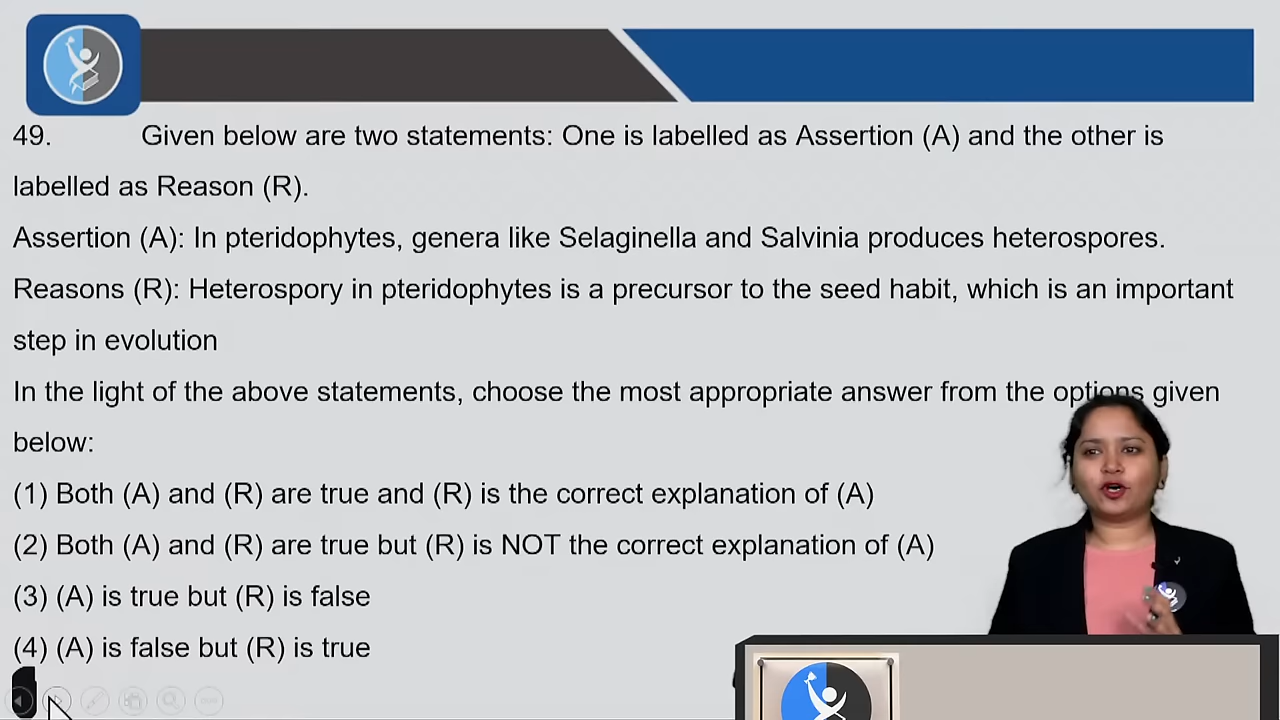 49. Given below are two statements: One is labelled as Assertion (A) and the other is
labelled as Reason (R).
Assertion (A): In pteridophytes, genera like Selaginella and Salvinia produces heterospores.
Reasons (R): Heterospory in pteridophytes is a precursor to the seed habit, which is an important
step in evolution
In the light of the above statements, choose the most appropriate answer from the options given
below:
(1) Both (A) and (R) are true and (R) is the correct explanation of (A)
(2) Both (A) and (R) are true but (R) is NOT the correct explanation of (A)
(3) (A) is true but (R) is false
(4) (A) is false but (R) is true